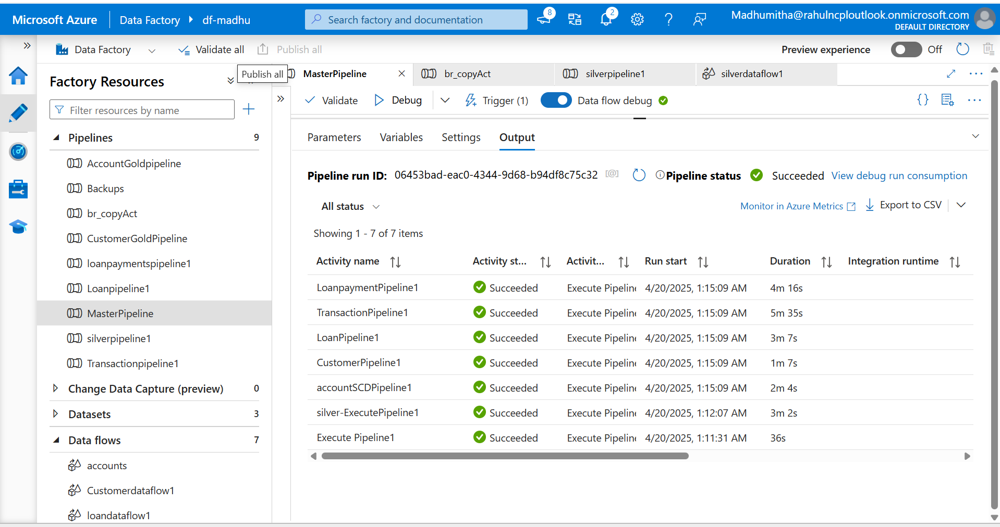 Microsoft Azure Data Factory df-madhu
Search factory and documentation
8
2
Madhumitha@rahulncploutlook.onmicrosoft.com
DEFAULT DIRECTORY
Data Factory Validate all Publish all
Preview experience Off
Publish all
MasterPipeline br_copyAct silverpipeline1 silverdataflow1
Factory Resources
Filter resources by name
Pipelines 9
AccountGoldpipeline
Backups
br_copyAct
CustomerGoldPipeline
loanpaymentspipeline1
Loanpipeline1
MasterPipeline
silverpipeline1
Transactionpipeline1
Change Data Capture (preview) 0
Datasets 3
Data flows 7
accounts
Customerdataflow1
loandataflow1
Validate Debug Trigger (1) Data flow debug {}
Parameters Variables Settings Output
Pipeline run ID: 06453bad-eac0-4344-9d68-b94df8c75c32 [@] Pipeline status Succeeded View debug run consumption
All status Monitor in Azure Metrics Export to CSV
Showing 1 - 7 of 7 items
Activity name Activity st... Activit... Run start Duration Integration runtime
LoanpaymentPipeline1 Succeeded Execute Pipeline 4/20/2025, 1:15:09 AM 4m 16s
TransactionPipeline1 Succeeded Execute Pipeline 4/20/2025, 1:15:09 AM 5m 35s
LoanPipeline1 Succeeded Execute Pipeline 4/20/2025, 1:15:09 AM 3m 7s
CustomerPipeline1 Succeeded Execute Pipeline 4/20/2025, 1:15:09 AM 1m 7s
accountSCDPipeline1 Succeeded Execute Pipeline 4/20/2025, 1:15:09 AM 2m 4s
silver-ExecutePipeline1 Succeeded Execute Pipeline 4/20/2025, 1:12:07 AM 3m 2s
Execute Pipeline1 Succeeded Execute Pipeline 4/20/2025, 1:11:31 AM 36s